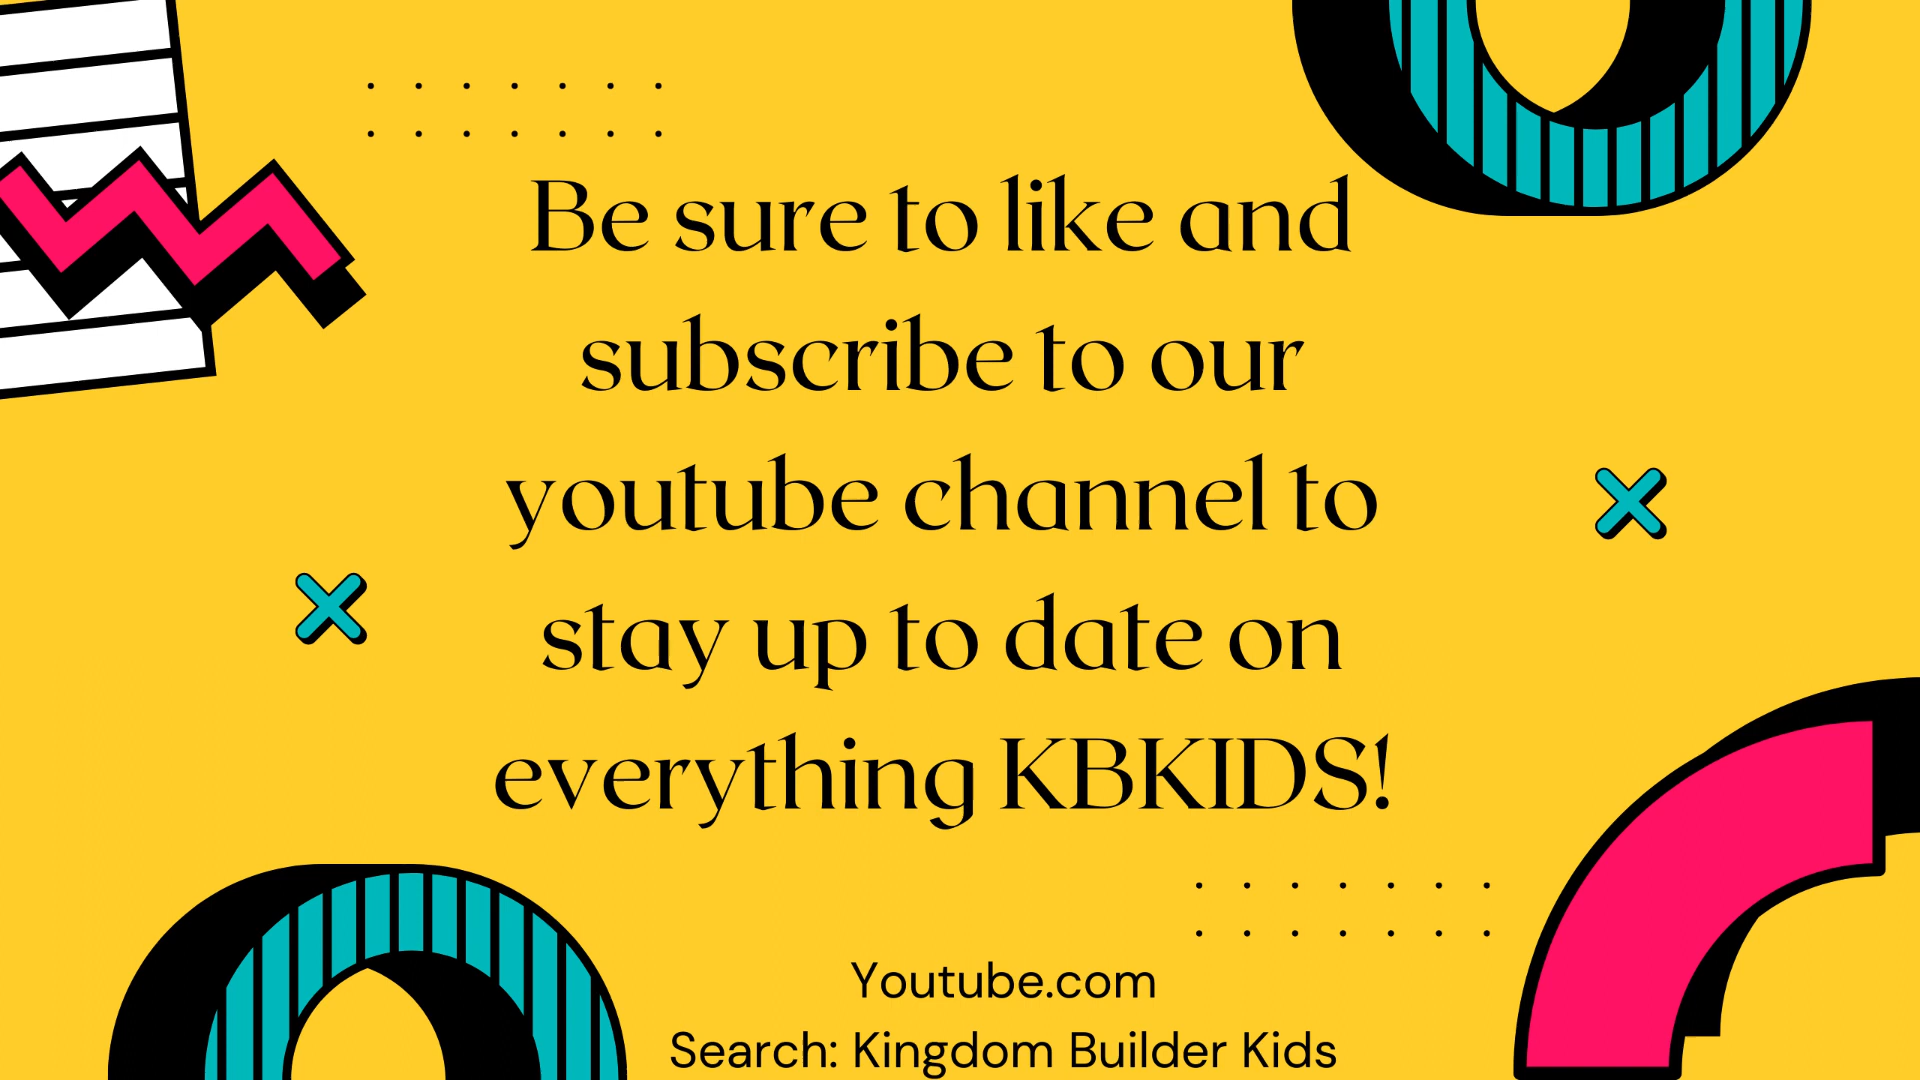 Be sure to like and
subscribe to our
youtube channel to
stay up to date on
everything KBKIDS!
Youtube.com
Search: Kingdom Builder Kids